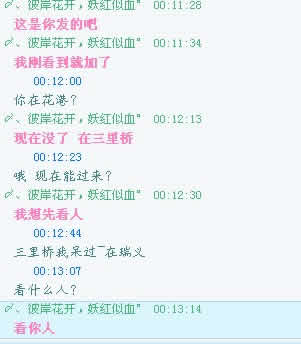 、彼岸花开，妖红似血" 00:11:28
这是你发的吧
、彼岸花开，妖红似血" 00:11:34
我刚看到就加了
00:12:00
你在花港？
、彼岸花开，妖红似血" 00:12:13
现在没了 在三里桥
00:12:23
哦 现在能过来？
、彼岸花开，妖红似血" 00:12:30
我想先看人
00:12:44
三里桥我呆过~在瑞义
00:13:07
看什么人？
、彼岸花开，妖红似血" 00:13:14
看你人